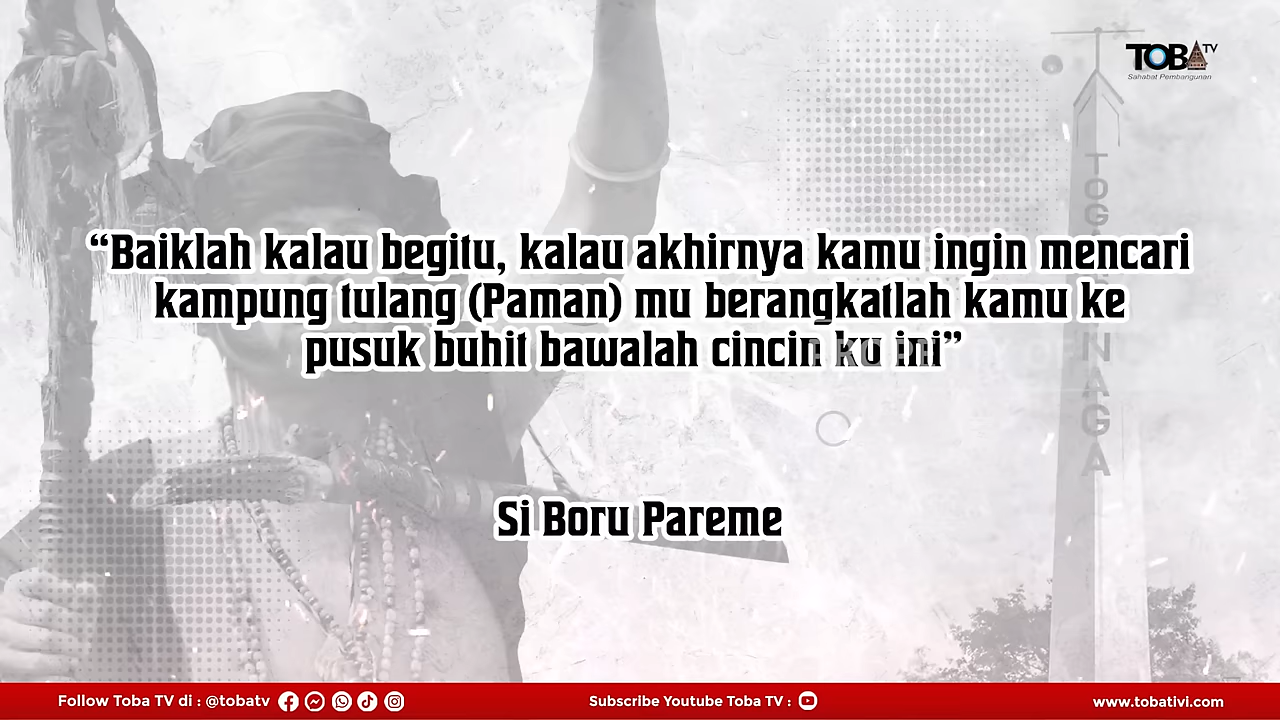 TOBA TV
Sahabat Pembangunan
“Baiklah kalau begitu, kalau akhirnya kamu ingin mencari
kampung tulang (Paman) mu berangkatlah kamu ke
pusuk buhit bawalah cincin ku ini”
Si Boru Pareme
Follow Toba TV di : @tobatv
Subscribe Youtube Toba TV :
www.tobativi.com